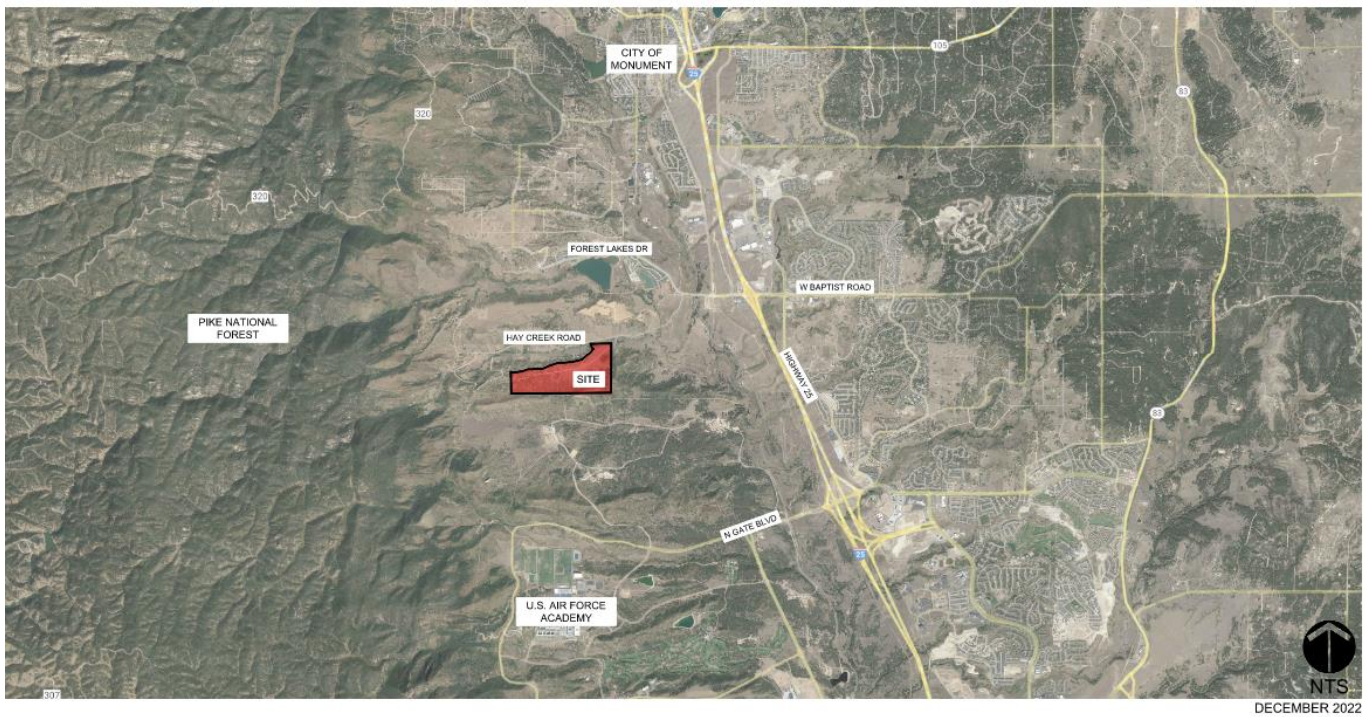 CITY OF
MONUMENT
105
25
83
320
320
FOREST LAKES DR
W BAPTIST ROAD
PIKE NATIONAL
FOREST
HAY CREEK ROAD
SITE
HIGHWAY 25
83
N GATE BLVD
25
U.S. AIR FORCE
ACADEMY
307
NTS
DECEMBER 2022